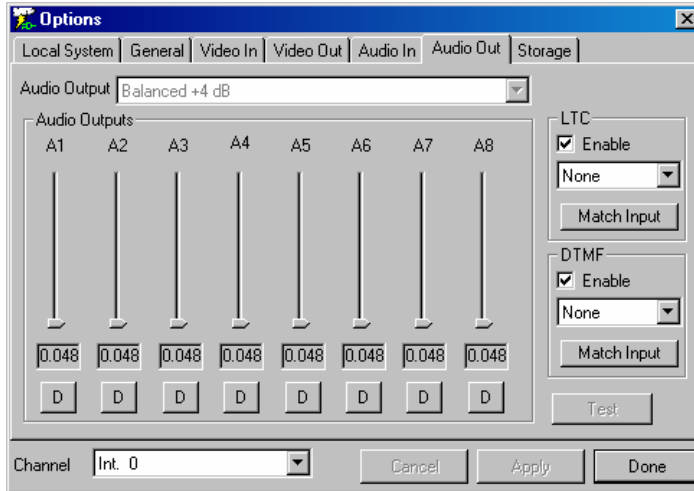 Options
Local System General Video In Video Out Audio In Audio Out Storage
Audio Output Balanced +4 dB
Audio Outputs
A1 A2 A3 A4 A5 A6 A7 A8
0.048 0.048 0.048 0.048 0.048 0.048 0.048 0.048
D D D D D D D D
LTC
Enable
None
Match Input
DTMF
Enable
None
Match Input
Test
Channel Int. 0 Cancel Apply Done